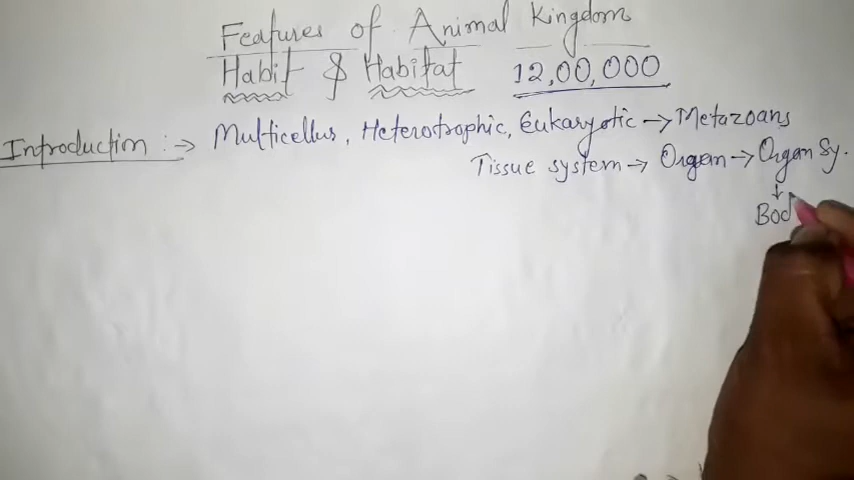 Features of Animal Kingdom
Habit & Habitat 12,00,000
Introduction :→ Multicellus, Heterotrophic, Eukaryotic → Metazoans
Tissue system → Organ → Organ Sy.
↓
Bod